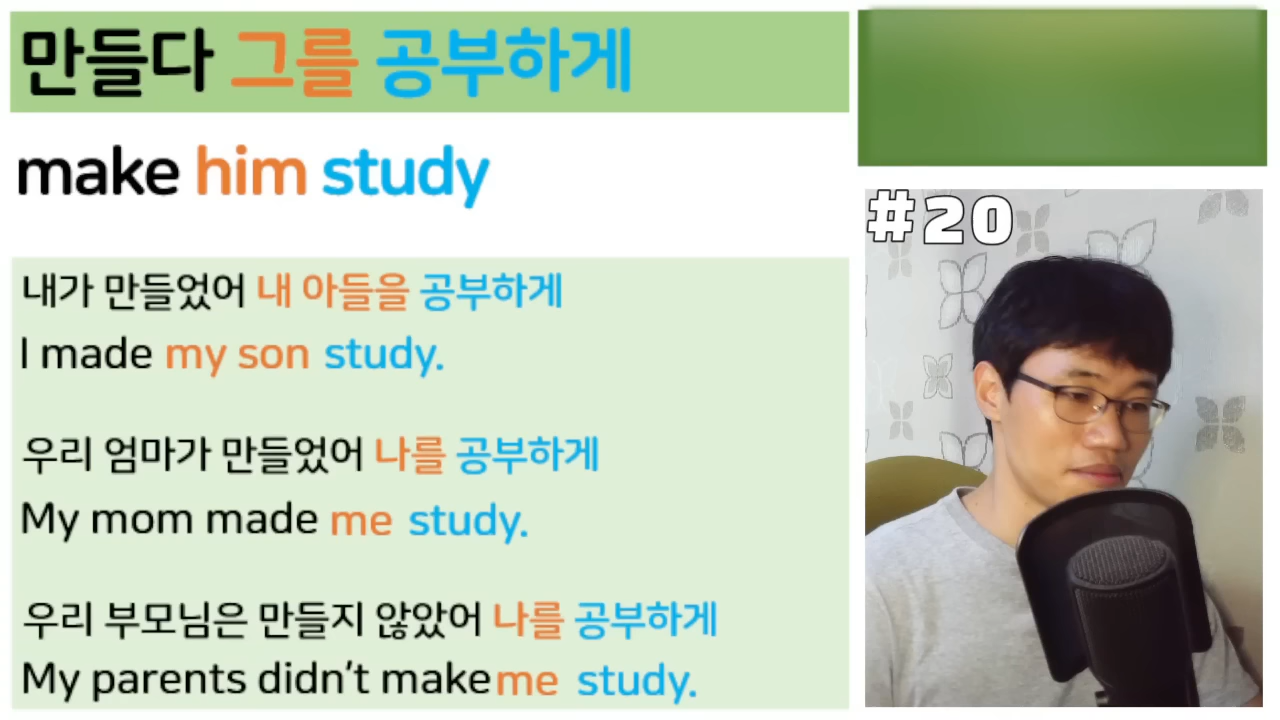 만들다 그를 공부하게
make him study
내가 만들었어 내 아들을 공부하게
I made my son study.
우리 엄마가 만들었어 나를 공부하게
My mom made me study.
우리 부모님은 만들지 않았어 나를 공부하게
My parents didn't make me study.
#20